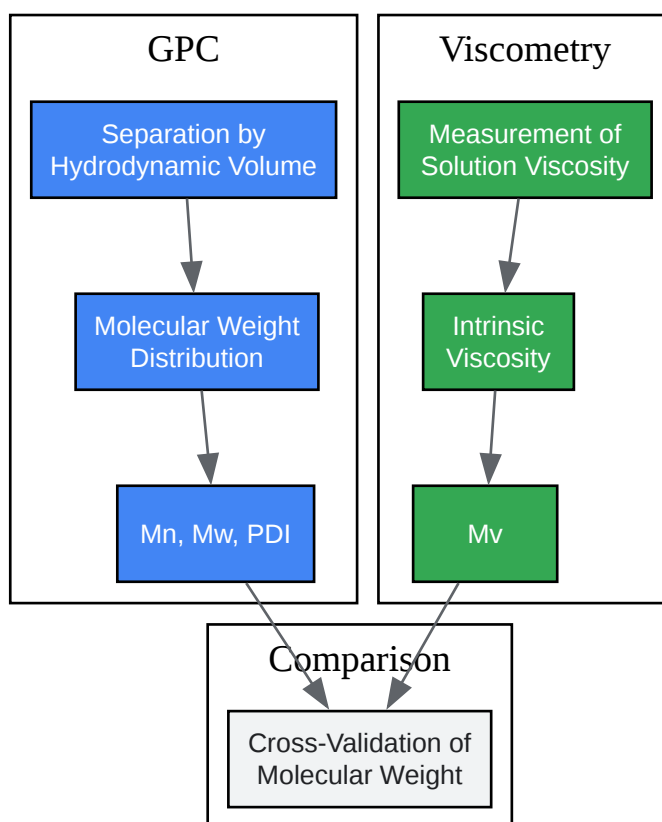 GPC
Separation by
Hydrodynamic Volume
Molecular Weight
Distribution
Mn, Mw, PDI
Viscometry
Measurement of
Solution Viscosity
Intrinsic
Viscosity
Mv
Comparison
Cross-Validation of
Molecular Weight